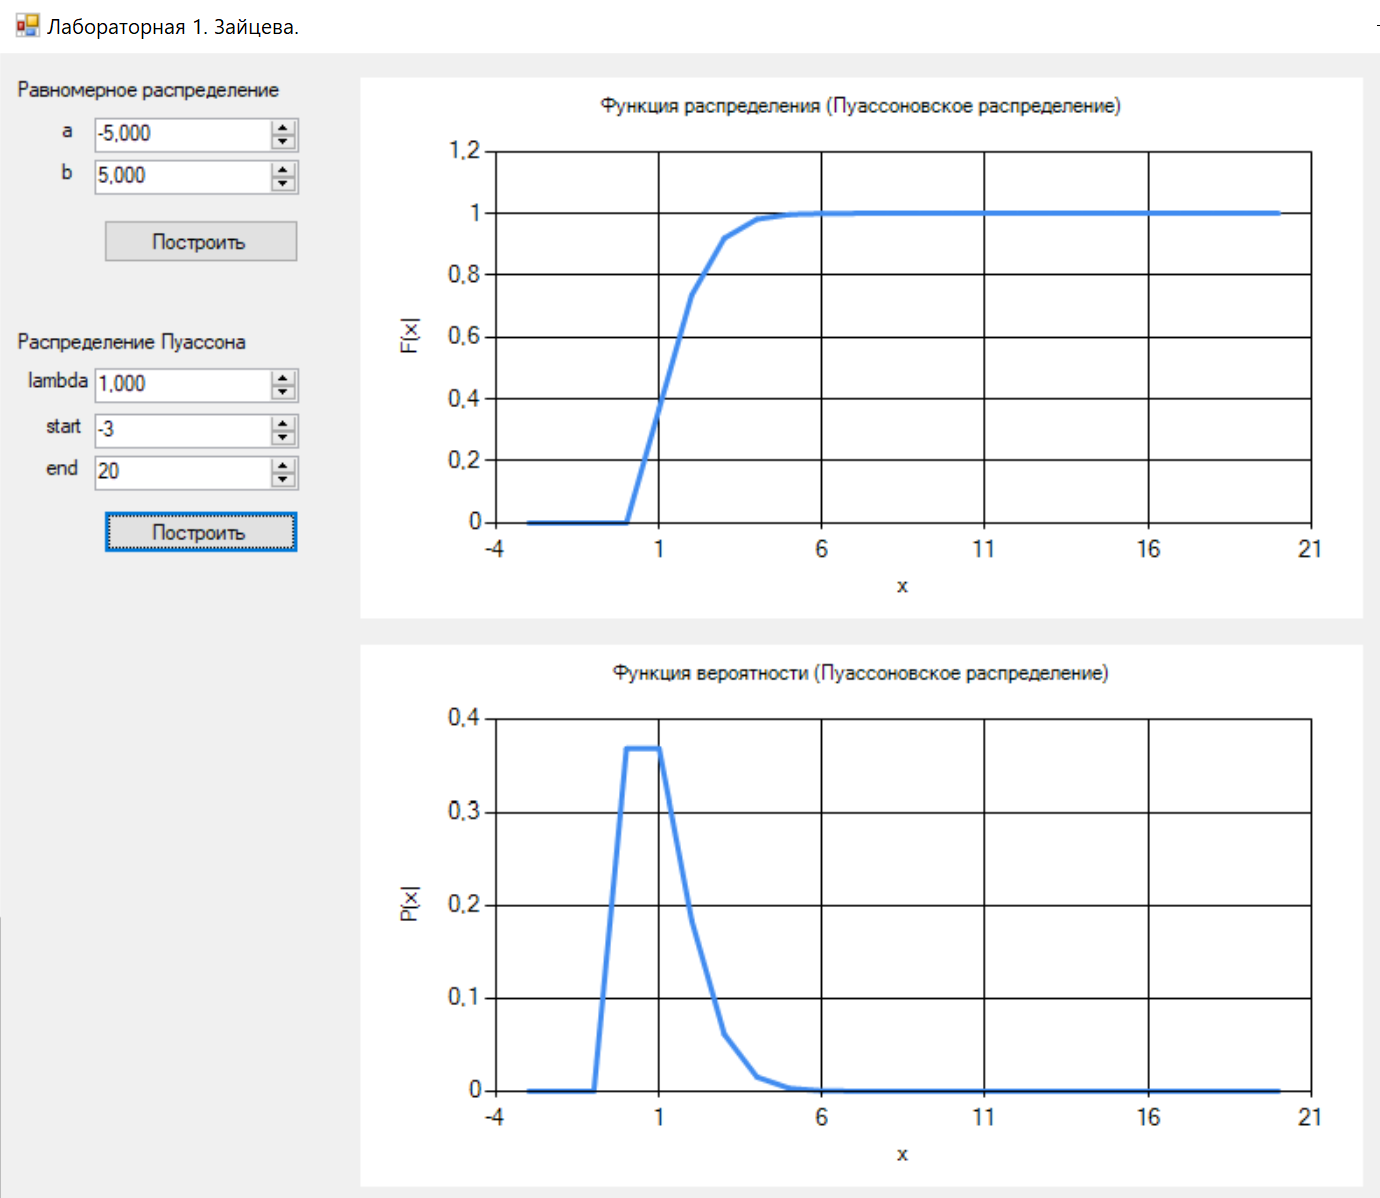 Лабораторная 1. Зайцева.
Равномерное распределение
a -5,000
b 5,000
Построить
Распределение Пуассона
lambda 1,000
start -3
end 20
Построить
Функция распределения (Пуассоновское распределение)
1,2
1
0,8
0,6
0,4
0,2
0
F(x|
-4 1 6 11 16 21
x
Функция вероятности (Пуассоновское распределение)
0,4
0,3
0,2
0,1
0
P(x|
-4 1 6 11 16 21
x